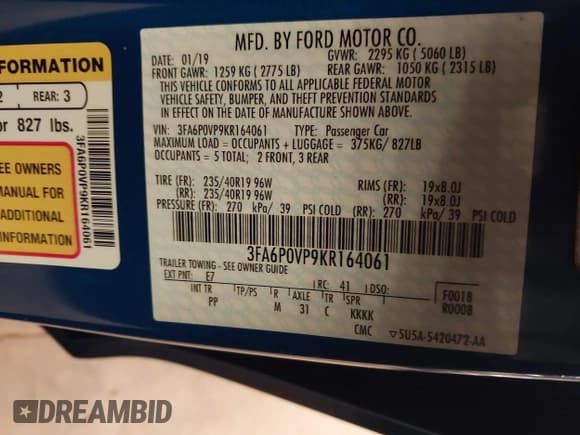 FORMATION
2
REAR: 3
or 827 lbs.
EE OWNERS
MANUAL FOR
ADDITIONAL
INFORMATION
3FA6P0VP9KR164061
MFD. BY FORD MOTOR CO.
DATE: 01/19 GVWR: 2295 KG ( 5060 LB)
FRONT GAWR: 1259 KG ( 2775 LB) REAR GAWR: 1050 KG ( 2315 LB)
THIS VEHICLE CONFORMS TO ALL APPLICABLE FEDERAL MOTOR
VEHICLE SAFETY, BUMPER, AND THEFT PREVENTION STANDARDS
IN EFFECT ON THE DATE OF MANUFACTURE SHOWN ABOVE.
VIN: 3FA6P0VP9KR164061 TYPE: Passenger Car
MAXIMUM LOAD = OCCUPANTS + LUGGAGE = 375KG/ 827LB
OCCUPANTS = 5 TOTAL; 2 FRONT, 3 REAR
TIRE (FR): 235/40R19 96W RIMS (FR): 19x8.0J
(RR): 235/40R19 96W (RR): 19x8.0J
PRESSURE (FR): 270 kPa/ 39 PSI COLD (RR): 270 kPa/ 39 PSI COLD
3FA6P0VP9KR164061
TRAILER TOWING - SEE OWNER GUIDE
EXT PNT: E7 RC: 41 DSO: F0018
R0008
INT TR TP/PS R AXLE TR SPR
PP M 31 C KKKK
CMC ▽5U5A-5420472-AA
DREAMBID